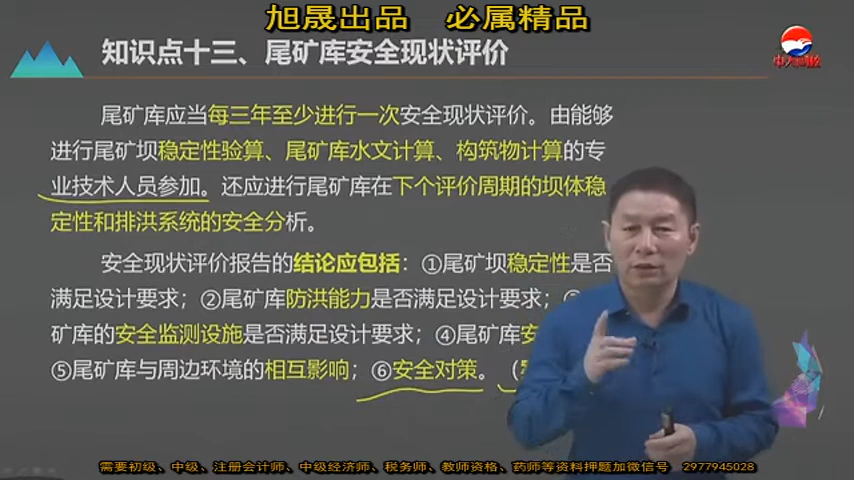 旭晟出品 必属精品
知识点十三、尾矿库安全现状评价
尾矿库应当每三年至少进行一次安全现状评价。由能够
进行尾矿坝稳定性验算、尾矿库水文计算、构筑物计算的专
业技术人员参加。还应进行尾矿库在下个评价周期的坝体稳
定性和排洪系统的安全分析。
安全现状评价报告的结论应包括：①尾矿坝稳定性是否
满足设计要求；②尾矿库防洪能力是否满足设计要求；
矿库的安全监测设施是否满足设计要求；④尾矿库
⑤尾矿库与周边环境的相互影响；⑥安全对策。（
需要初级、中级、注册会计师、中级经济师、税务师、教师资格、药师等资料押题加微信号 2977945028